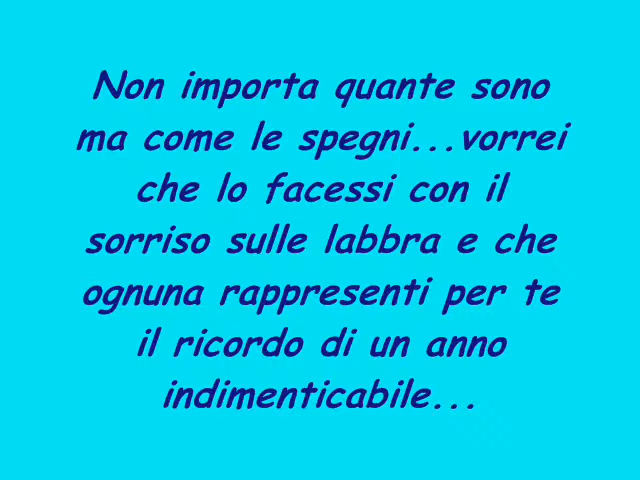 Non importa quante sono
ma come le spegni...vorrei
che lo facessi con il
sorriso sulle labbra e che
ognuna rappresenti per te
il ricordo di un anno
indimenticabile...